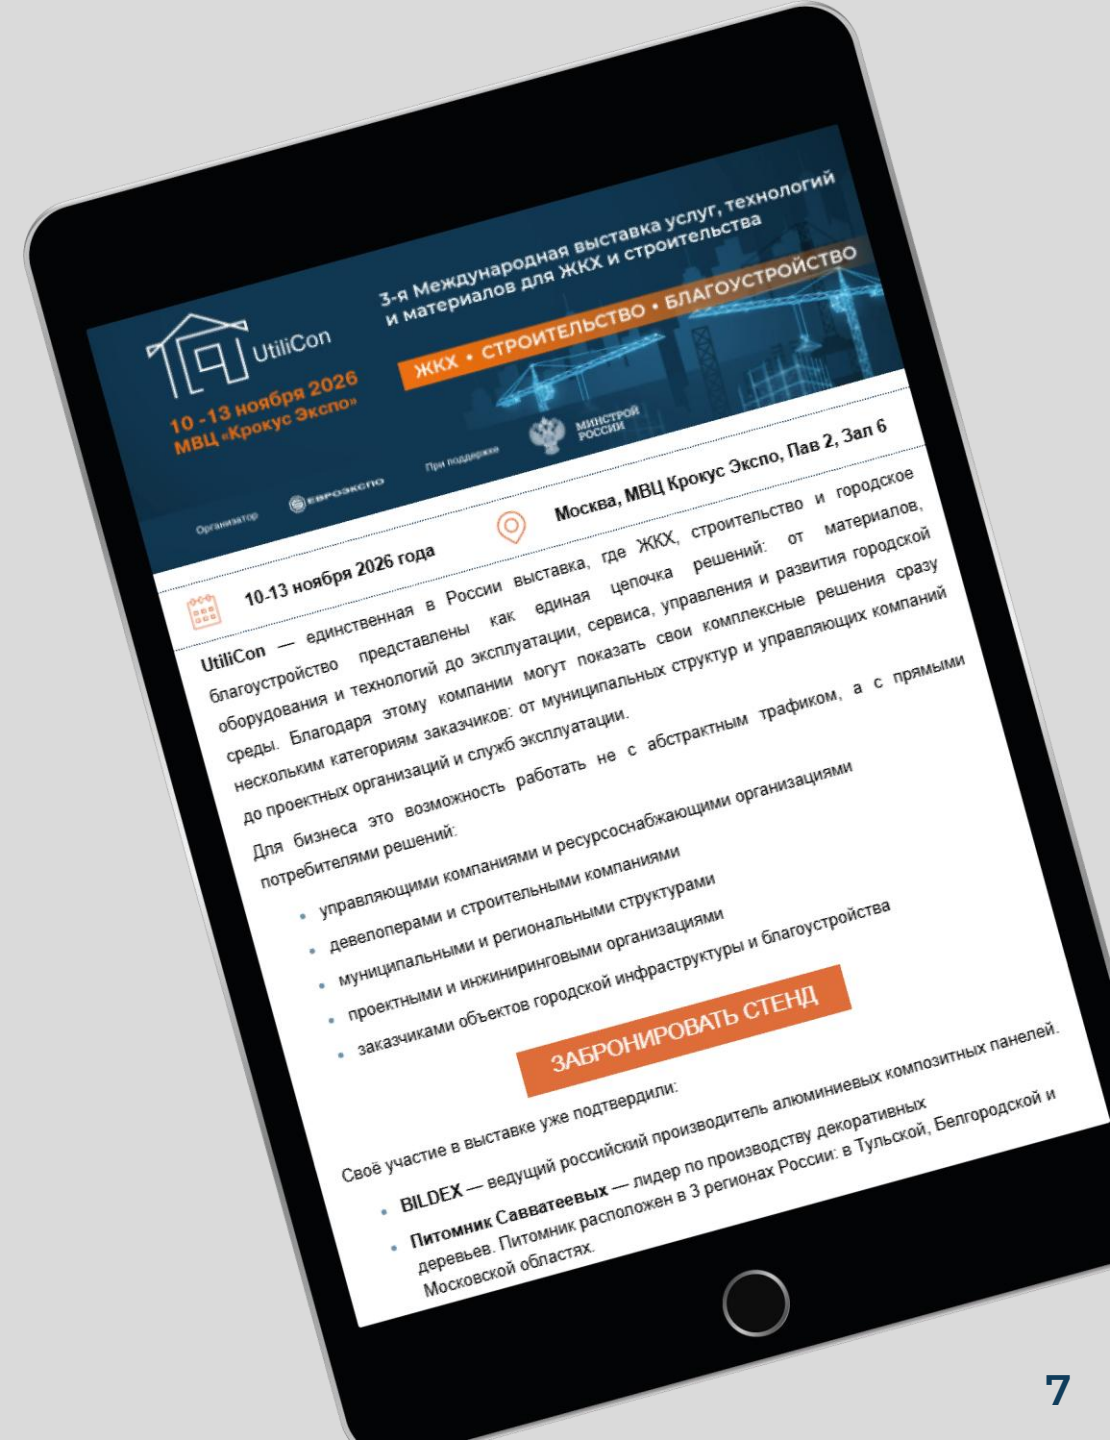 UtiliCon
10 -13 ноября 2026
МВЦ «Крокус Экспо»
3-я Международная выставка услуг, технологий
и материалов для ЖКХ и строительства
ЖКХ • СТРОИТЕЛЬСТВО • БЛАГОУСТРОЙСТВО
Организатор
ЕВРОЭКСПО
При поддержке
МИНСТРОЙ
РОССИИ
10-13 ноября 2026 года
Москва, МВЦ Крокус Экспо, Пав 2, Зал 6
UtiliCon — единственная в России выставка, где ЖКХ, строительство и городское
благоустройство представлены как единая цепочка решений: от материалов,
оборудования и технологий до эксплуатации, сервиса, управления и развития городской
среды. Благодаря этому компании могут показать свои комплексные решения сразу
нескольким категориям заказчиков: от муниципальных структур и управляющих компаний
до проектных организаций и служб эксплуатации.
Для бизнеса это возможность работать не с абстрактным трафиком, а с прямыми
потребителями решений:
• управляющими компаниями и ресурсоснабжающими организациями
• девелоперами и строительными компаниями
• муниципальными и региональными структурами
• проектными и инжиниринговыми организациями
• заказчиками объектов городской инфраструктуры и благоустройства
ЗАБРОНИРОВАТЬ СТЕНД
Своё участие в выставке уже подтвердили:
• BILDEX — ведущий российский производитель алюминиевых композитных панелей.
• Питомник Савватеевых — лидер по производству декоративных
деревьев. Питомник расположен в 3 регионах России: в Тульской, Белгородской и
Московской областях.
7